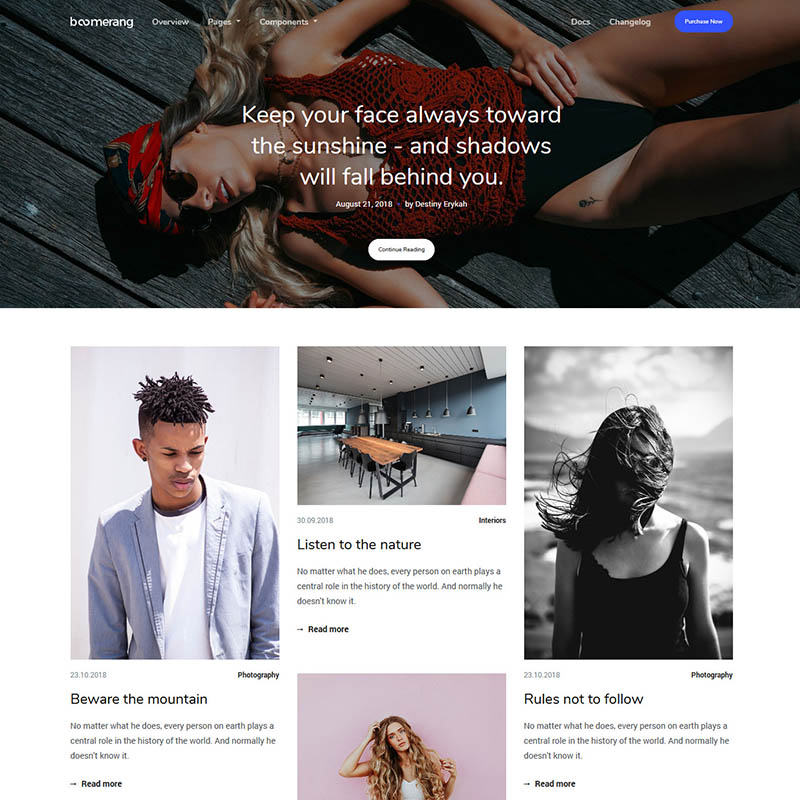 boomerang Overview Pages Components Docs Changelog Purchase Now
Keep your face always toward
the sunshine - and shadows
will fall behind you.
August 21, 2018 by Destiny Erykah
Continue Reading
23.10.2018 Photography
Beware the mountain
No matter what he does, every person on earth plays a
central role in the history of the world. And normally he
doesn't know it.
→ Read more
30.09.2018 Interiors
Listen to the nature
No matter what he does, every person on earth plays a
central role in the history of the world. And normally he
doesn't know it.
→ Read more
23.10.2018 Photography
Rules not to follow
No matter what he does, every person on earth plays a
central role in the history of the world. And normally he
doesn't know it.
→ Read more